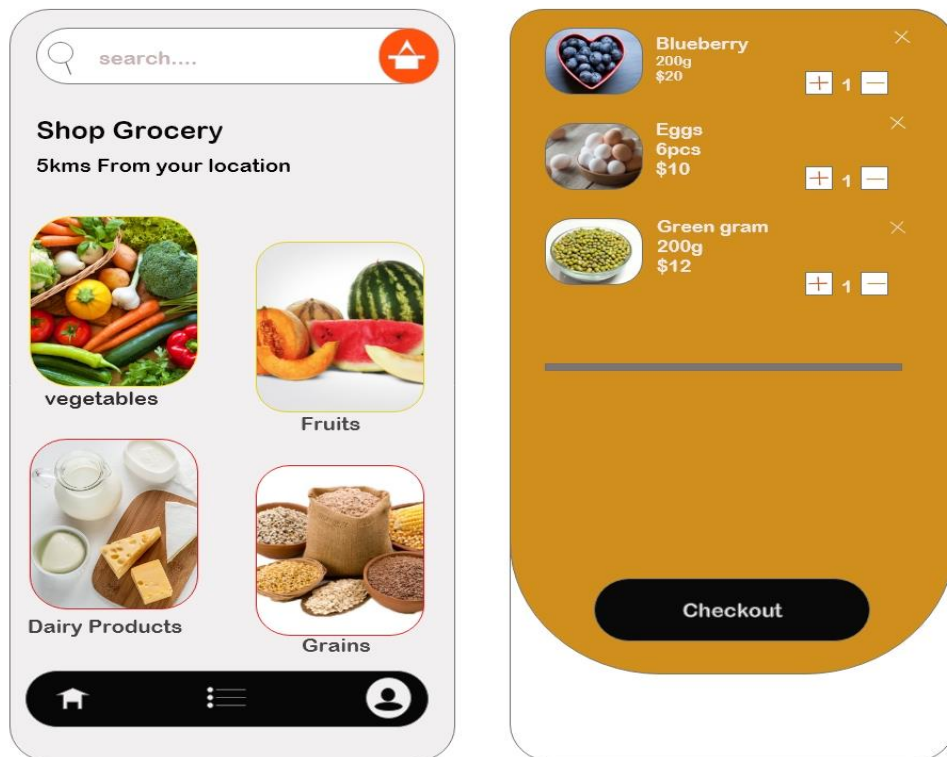 search....
Shop Grocery
5kms From your location
vegetables
Fruits
Dairy Products
Grains
Blueberry
200g
$20
1
Eggs
6pcs
$10
1
Green gram
200g
$12
1
Checkout